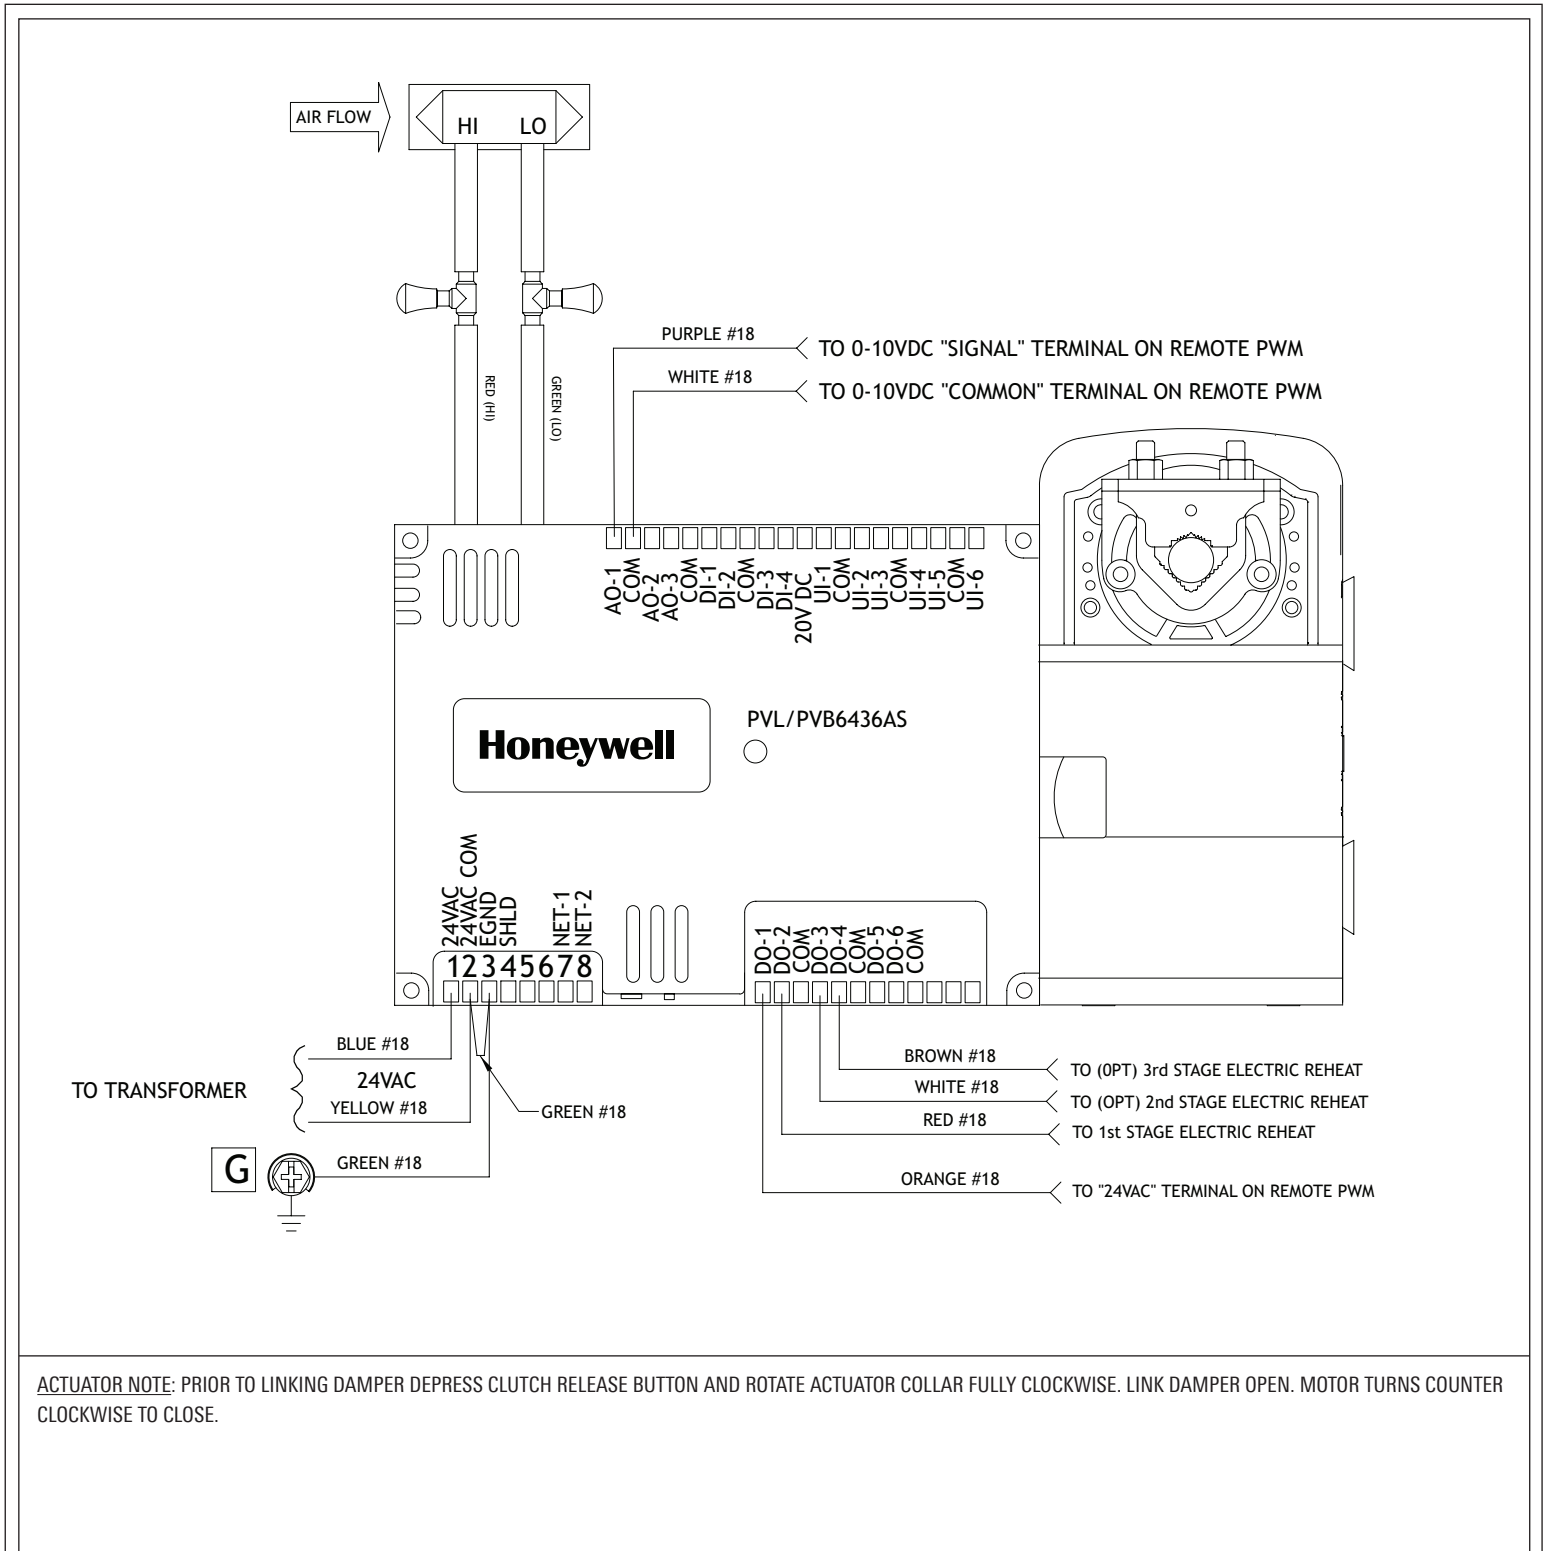 AIR FLOW
HI LO
PURPLE #18
TO 0-10VDC "SIGNAL" TERMINAL ON REMOTE PWM
WHITE #18
TO 0-10VDC "COMMON" TERMINAL ON REMOTE PWM
RED (HI)
GREEN (LO)
AO-1
COM
AO-2
AO-3
COM
DI-1
DI-2
COM
DI-3
DI-4
20V DC
UI-1
COM
UI-2
UI-3
COM
UI-4
UI-5
COM
UI-6
PVL/PVB6436AS
Honeywell
24VAC
24VAC COM
EGND
SHLD
NET-1
NET-2
12345678
DO-1
DO-2
COM
DO-3
DO-4
COM
DO-5
DO-6
COM
BLUE #18
24VAC
TO TRANSFORMER
YELLOW #18
GREEN #18
G
GREEN #18
BROWN #18
TO (0PT) 3rd STAGE ELECTRIC REHEAT
WHITE #18
TO (OPT) 2nd STAGE ELECTRIC REHEAT
RED #18
TO 1st STAGE ELECTRIC REHEAT
ORANGE #18
TO "24VAC" TERMINAL ON REMOTE PWM
ACTUATOR NOTE: PRIOR TO LINKING DAMPER DEPRESS CLUTCH RELEASE BUTTON AND ROTATE ACTUATOR COLLAR FULLY CLOCKWISE. LINK DAMPER OPEN. MOTOR TURNS COUNTER
CLOCKWISE TO CLOSE.